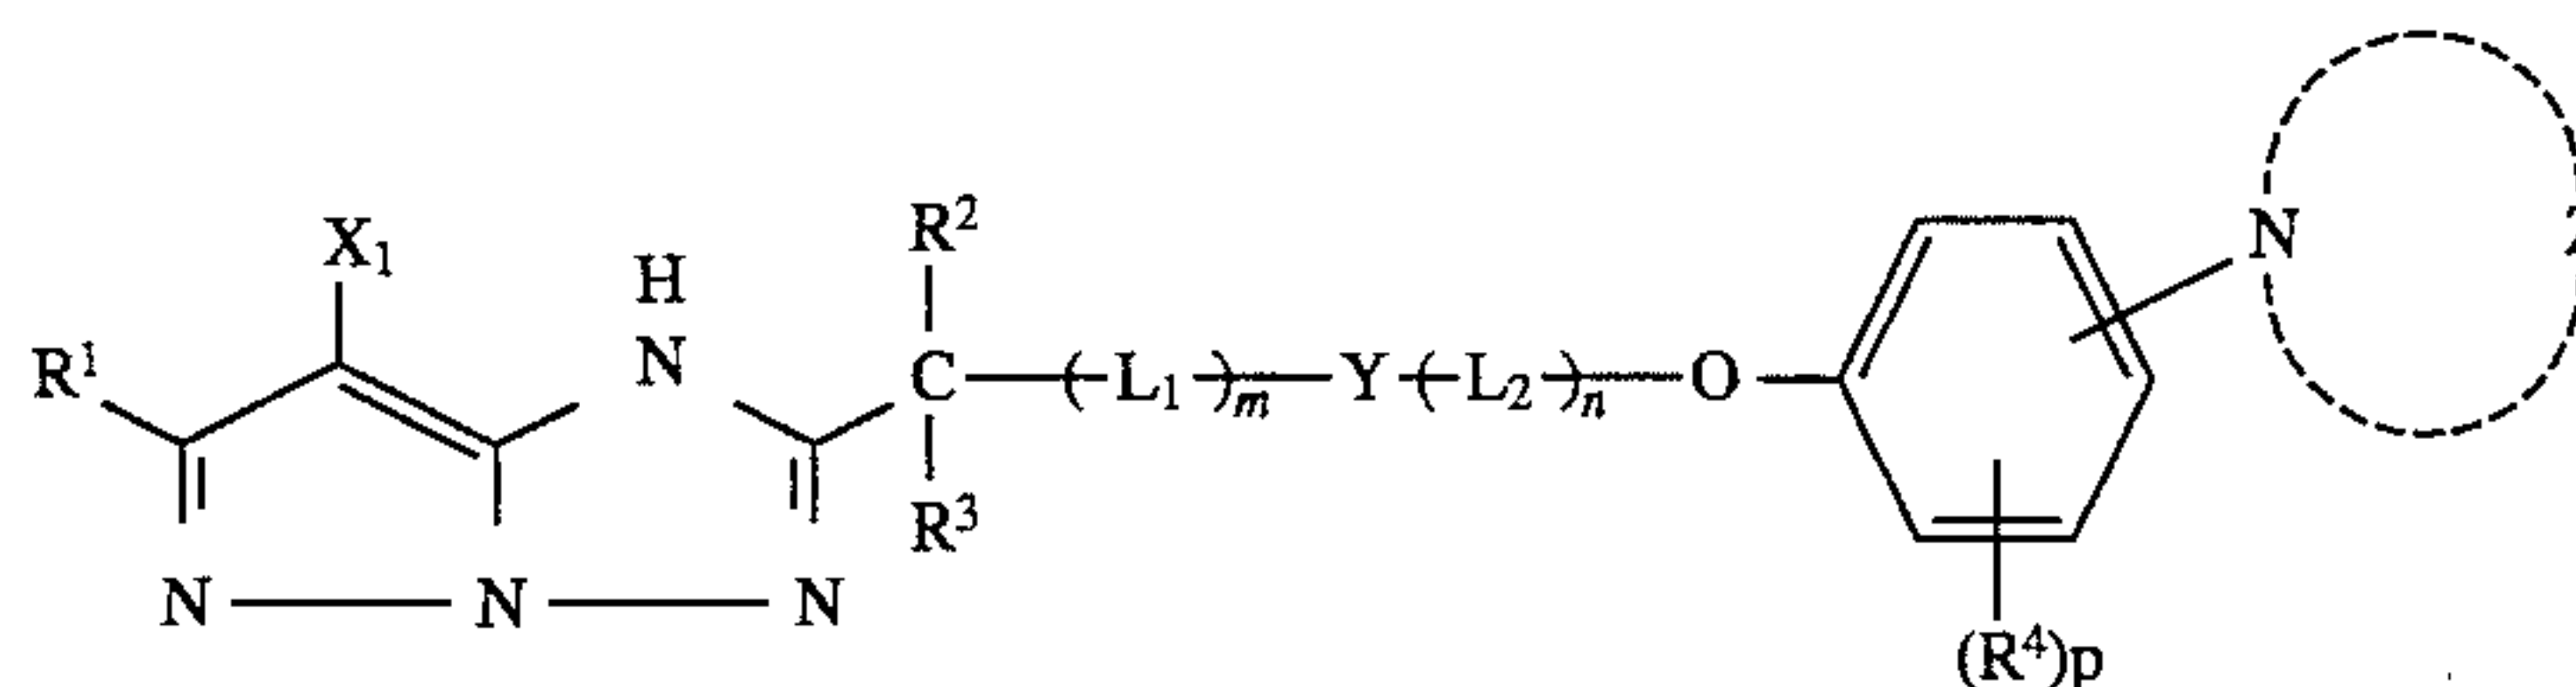 R² N
X₁ H
R¹ N C (L₁)m Y (L₂)n O
R³
N N N (R⁴)p